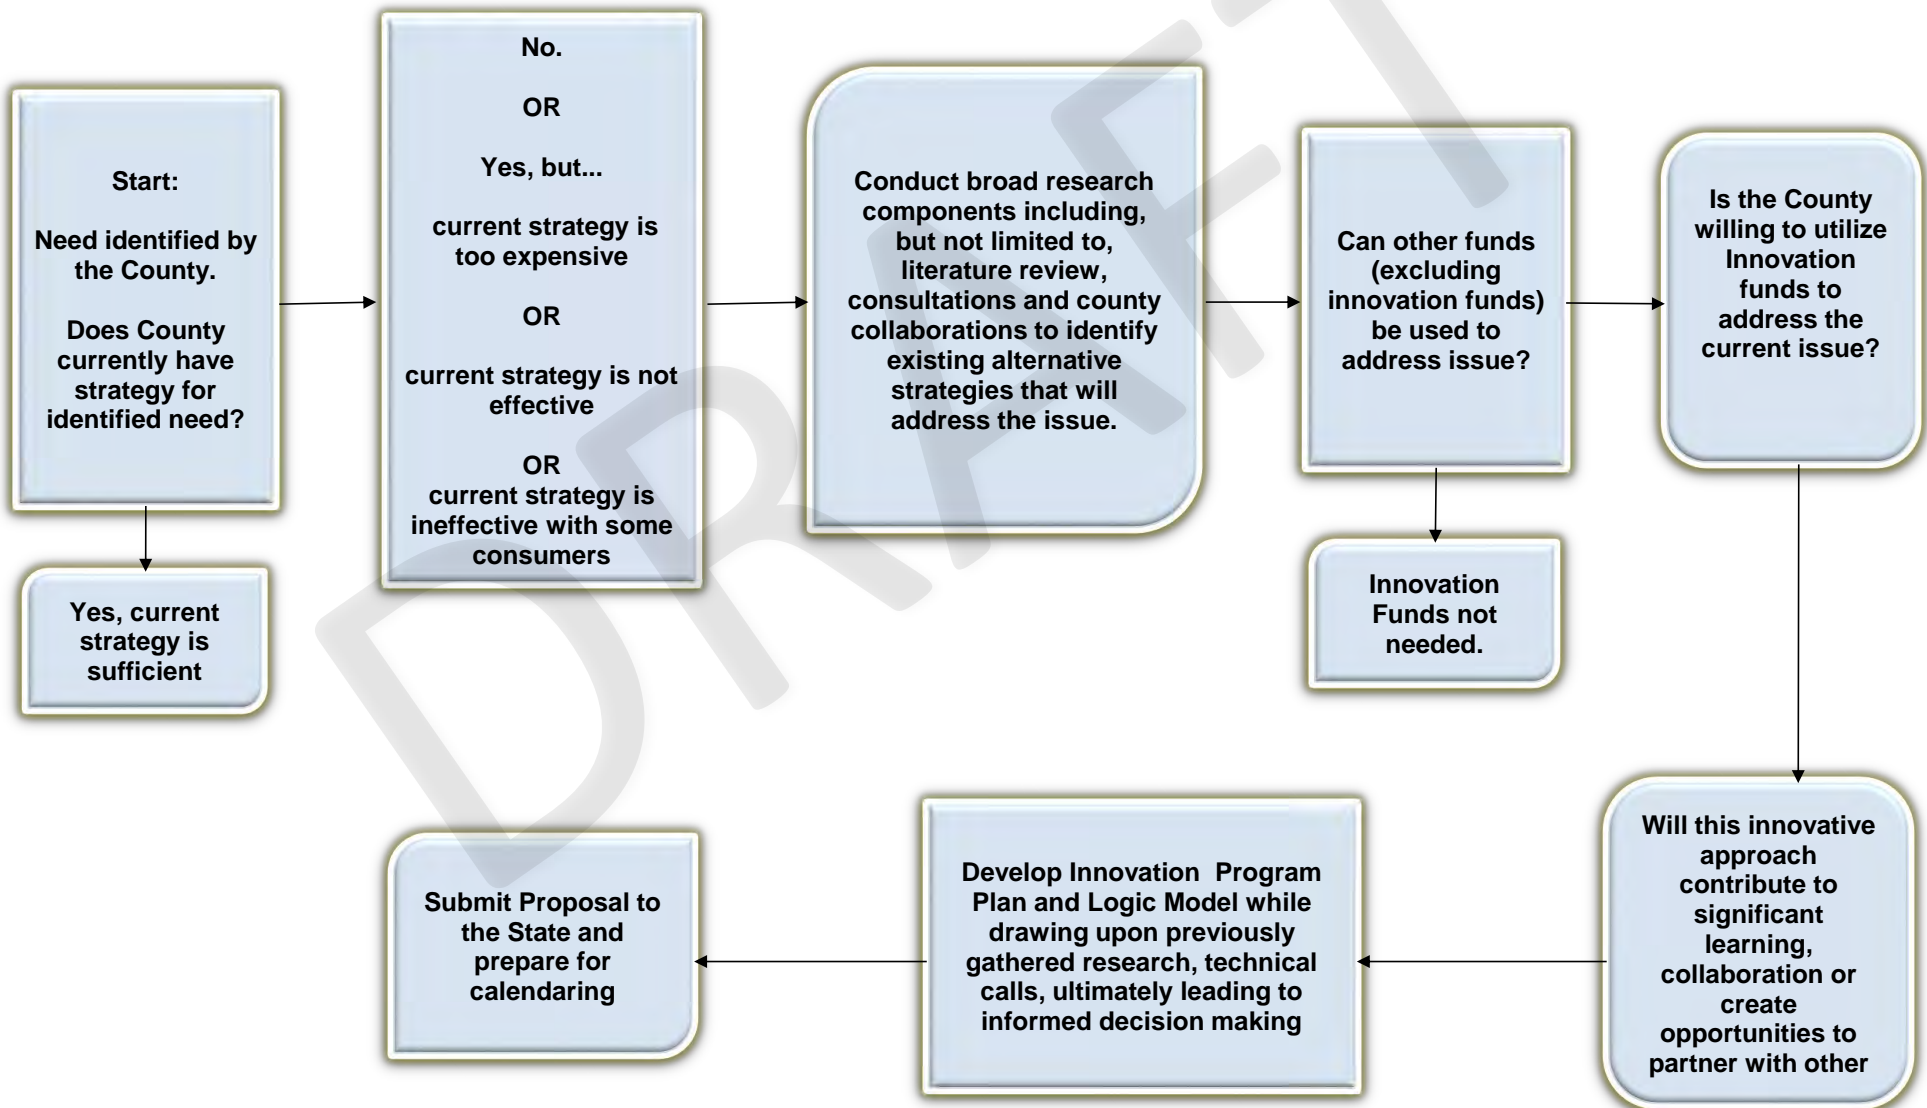 Start:
Need identified by
the County.
Does County
currently have
strategy for
identified need?
Yes, current
strategy is
sufficient
No.
OR
Yes, but...
current strategy is
too expensive
OR
current strategy is not
effective
OR
current strategy is
ineffective with some
consumers
Conduct broad research
components including,
but not limited to,
literature review,
consultations and county
collaborations to identify
existing alternative
strategies that will
address the issue.
Can other funds
(excluding
innovation funds)
be used to
address issue?
Innovation
Funds not
needed.
Is the County
willing to utilize
Innovation
funds to
address the
current issue?
Will this innovative
approach
contribute to
significant
learning,
collaboration or
create
opportunities to
partner with other
Develop Innovation Program
Plan and Logic Model while
drawing upon previously
gathered research, technical
calls, ultimately leading to
informed decision making
Submit Proposal to
the State and
prepare for
calendaring
DRAFT